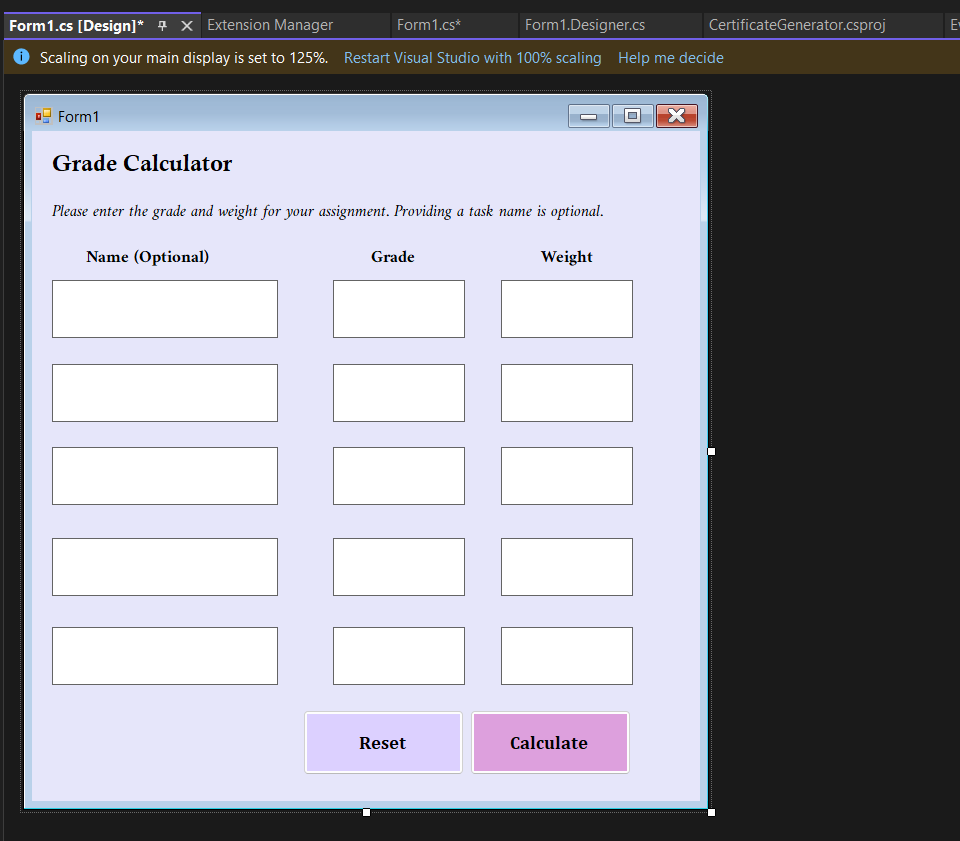 Form1.cs [Design]* Extension Manager Form1.cs* Form1.Designer.cs CertificateGenerator.csproj
Scaling on your main display is set to 125%. Restart Visual Studio with 100% scaling Help me decide
Form1
Grade Calculator
Please enter the grade and weight for your assignment. Providing a task name is optional.
Name (Optional) Grade Weight
Reset Calculate